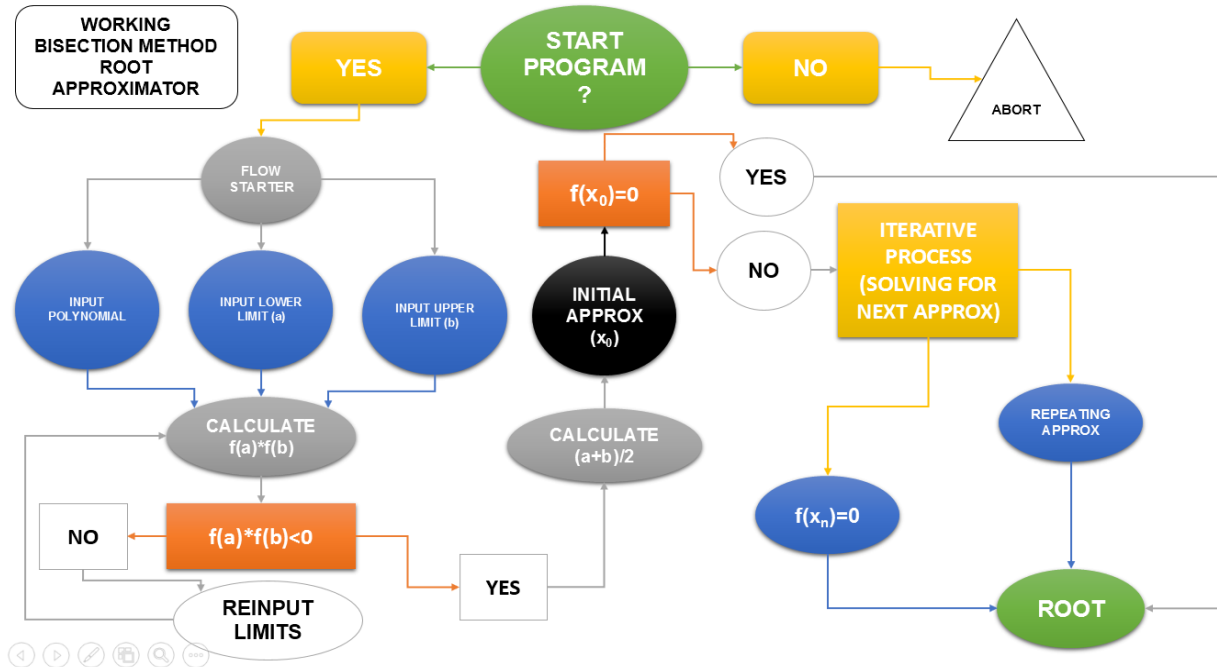 WORKING
BISECTION METHOD
ROOT
APPROXIMATOR
YES
START
PROGRAM
?
NO
ABORT
FLOW
STARTER
f(x₀)=0
YES
NO
ITERATIVE
PROCESS
(SOLVING FOR
NEXT APPROX)
INPUT
POLYNOMIAL
INPUT LOWER
LIMIT (a)
INPUT UPPER
LIMIT (b)
INITIAL
APPROX
(x₀)
CALCULATE
f(a)*f(b)
CALCULATE
(a+b)/2
REPEATING
APPROX
f(xₙ)=0
NO
f(a)*f(b)<0
YES
REINPUT
LIMITS
ROOT